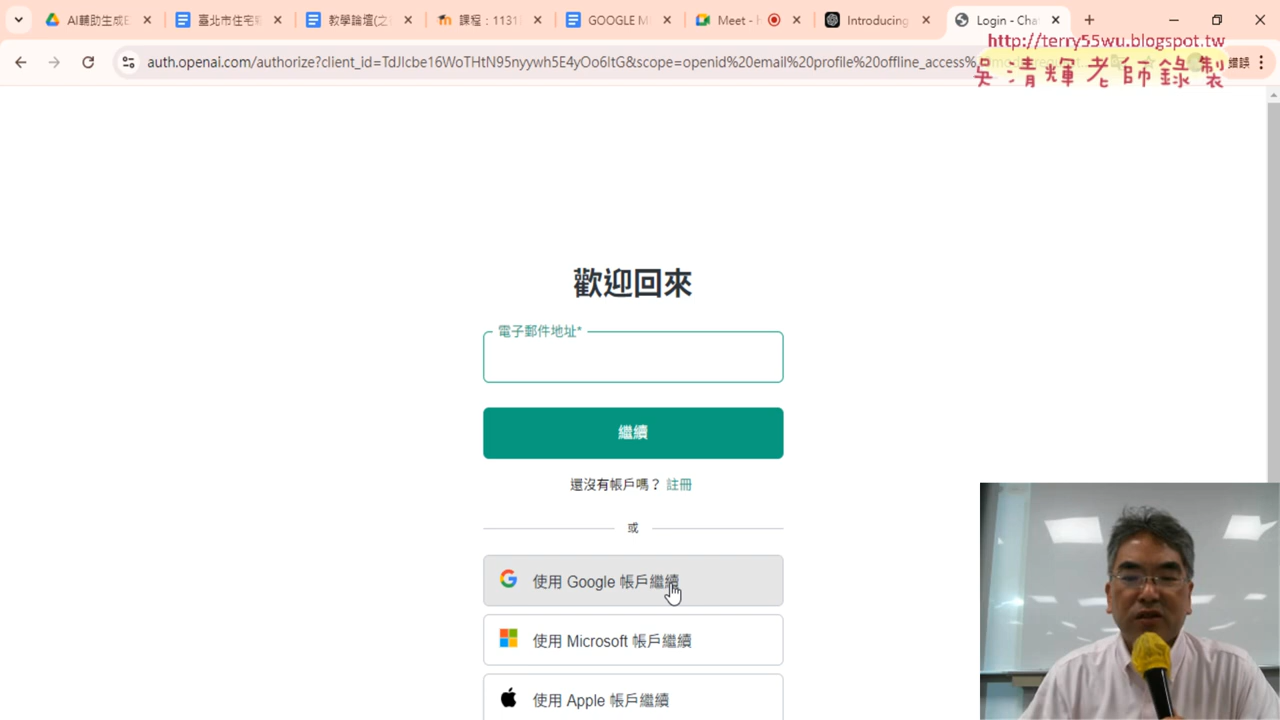 AI輔助生成E
臺北市住宅
教學論壇(之
課程：1131
GOOGLE M
Meet -
Introducing
Login - Cha
http://terry55wu.blogspot.tw
auth.openai.com/authorize?client_id=TdJIcbe16WoTHtN95nyywh5E4yOo6ItG&scope=openid%20email%20profile%20offline_access%
吳清輝老師錄製
歡迎回來
電子郵件地址*
繼續
還沒有帳戶嗎？ 註冊
或
使用 Google 帳戶繼續
使用 Microsoft 帳戶繼續
使用 Apple 帳戶繼續